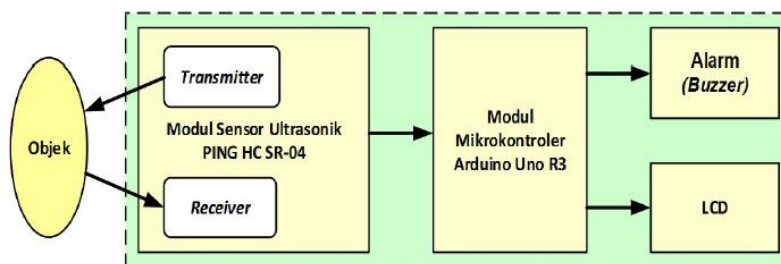 Objek
Transmitter
Modul Sensor Ultrasonik
PING HC SR-04
Receiver
Modul
Mikrokontroler
Arduino Uno R3
Alarm
(Buzzer)
LCD